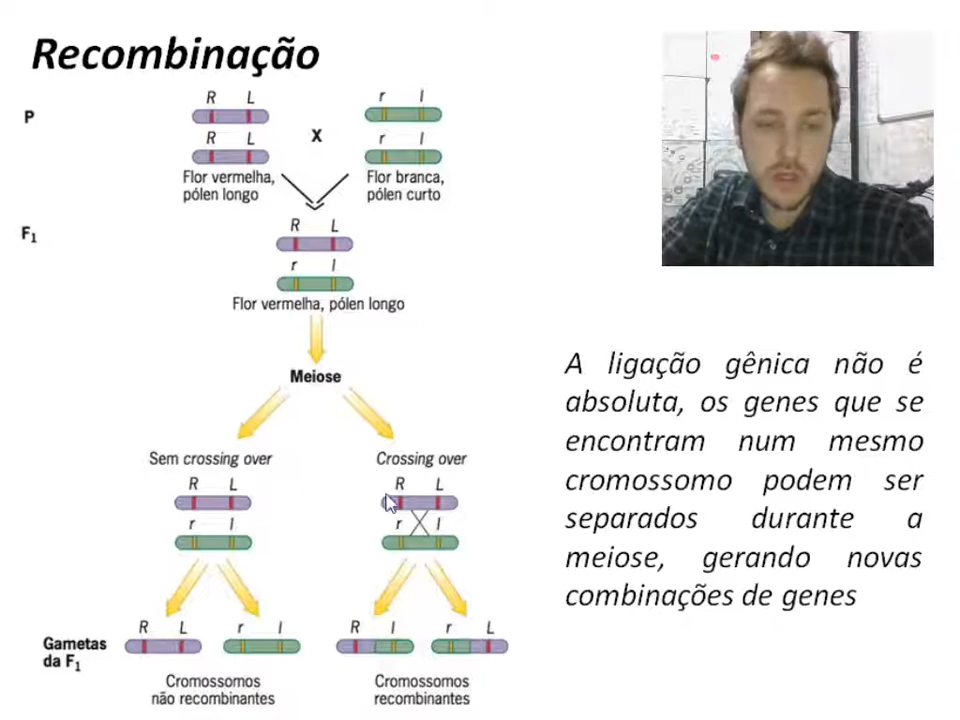 Recombinação
R L r l
P
R L X r l
Flor vermelha, Flor branca,
pólen longo pólen curto
R L
F1
r l
Flor vermelha, pólen longo
Meiose
Sem crossing over Crossing over
R L R L
r l r l
R L r l R l r L
Gametas
da F1
Cromossomos Cromossomos
não recombinantes recombinantes
A ligação gênica não é
absoluta, os genes que se
encontram num mesmo
cromossomo podem ser
separados durante a
meiose, gerando novas
combinações de genes